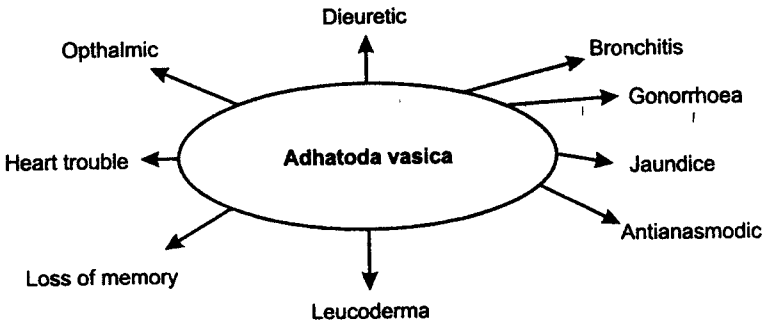 Dieuretic
Opthalmic
Bronchitis
Gonorrhoea
Adhatoda vasica
Heart trouble
Jaundice
Antianasmodic
Loss of memory
Leucoderma